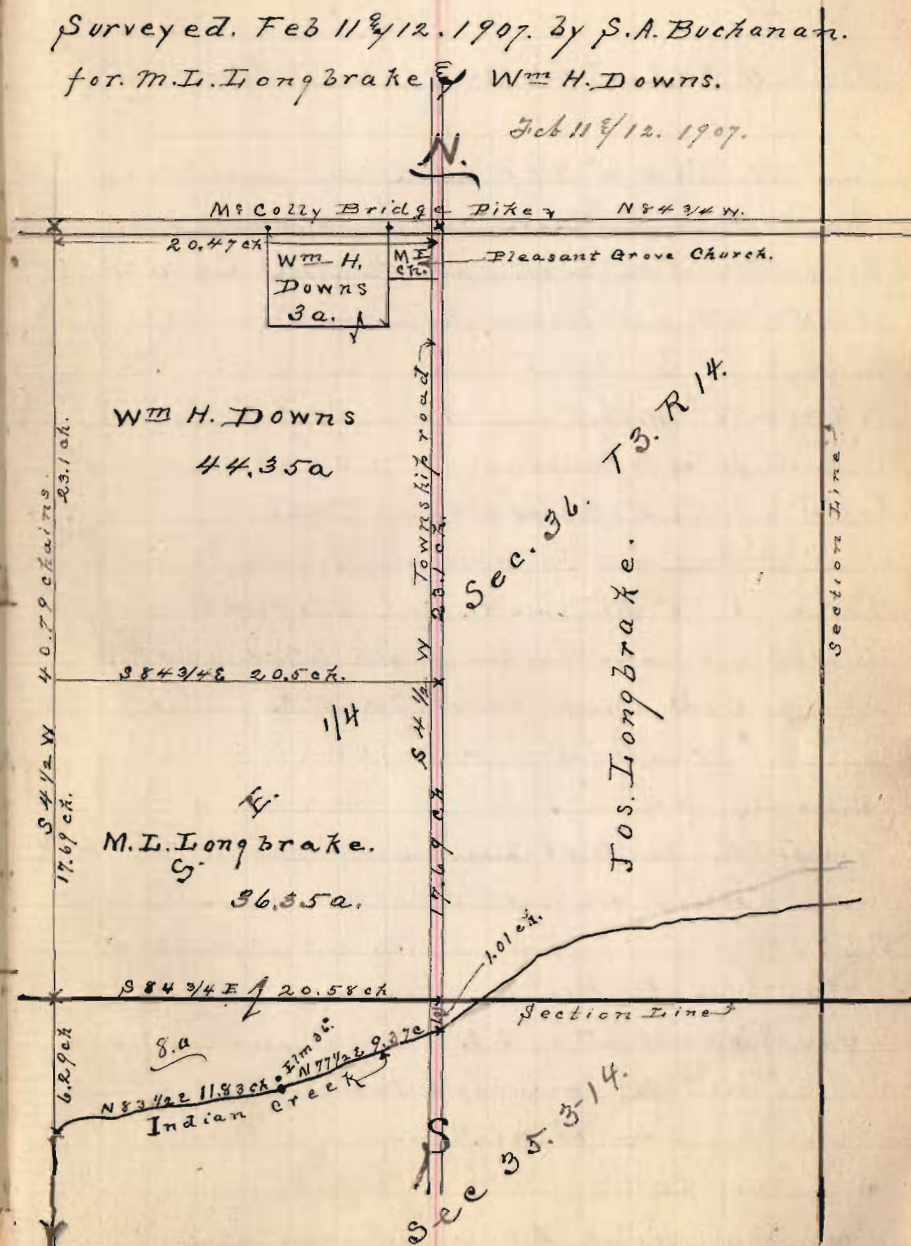 Surveyed. Feb 11 & 12. 1907. by S.A. Buchanan.
for. M.L. Longbrake & Wm H. Downs.
Feb 11 & 12. 1907.
N.
McColly Bridge Pike N 84 3/4 W.
20.47 ch
Wm H.
Downs
3 a.
M E
ch.
Pleasant Grove Church.
Township road
Wm H. Downs
44.35a
Sec. 36. T 3. R 14.
Section Line
23.1 ch.
S 4 1/2 W 40.79 chains
S 4 1/2 W 23.1 ch.
Jos. Longbrake.
S 84 3/4 E 20.5 ch.
S. E. 1/4
M.L. Longbrake.
36.35a.
17.69 ch.
17.69 ch
1.01 ch.
S 84 3/4 E 20.58 ch
Section Line
6.29 ch
8.a
Elm 36.
N 83 1/2 E 11.83 ch
N 77 1/2 E 9.37 c
Indian Creek
S
Sec 35. 3-14.